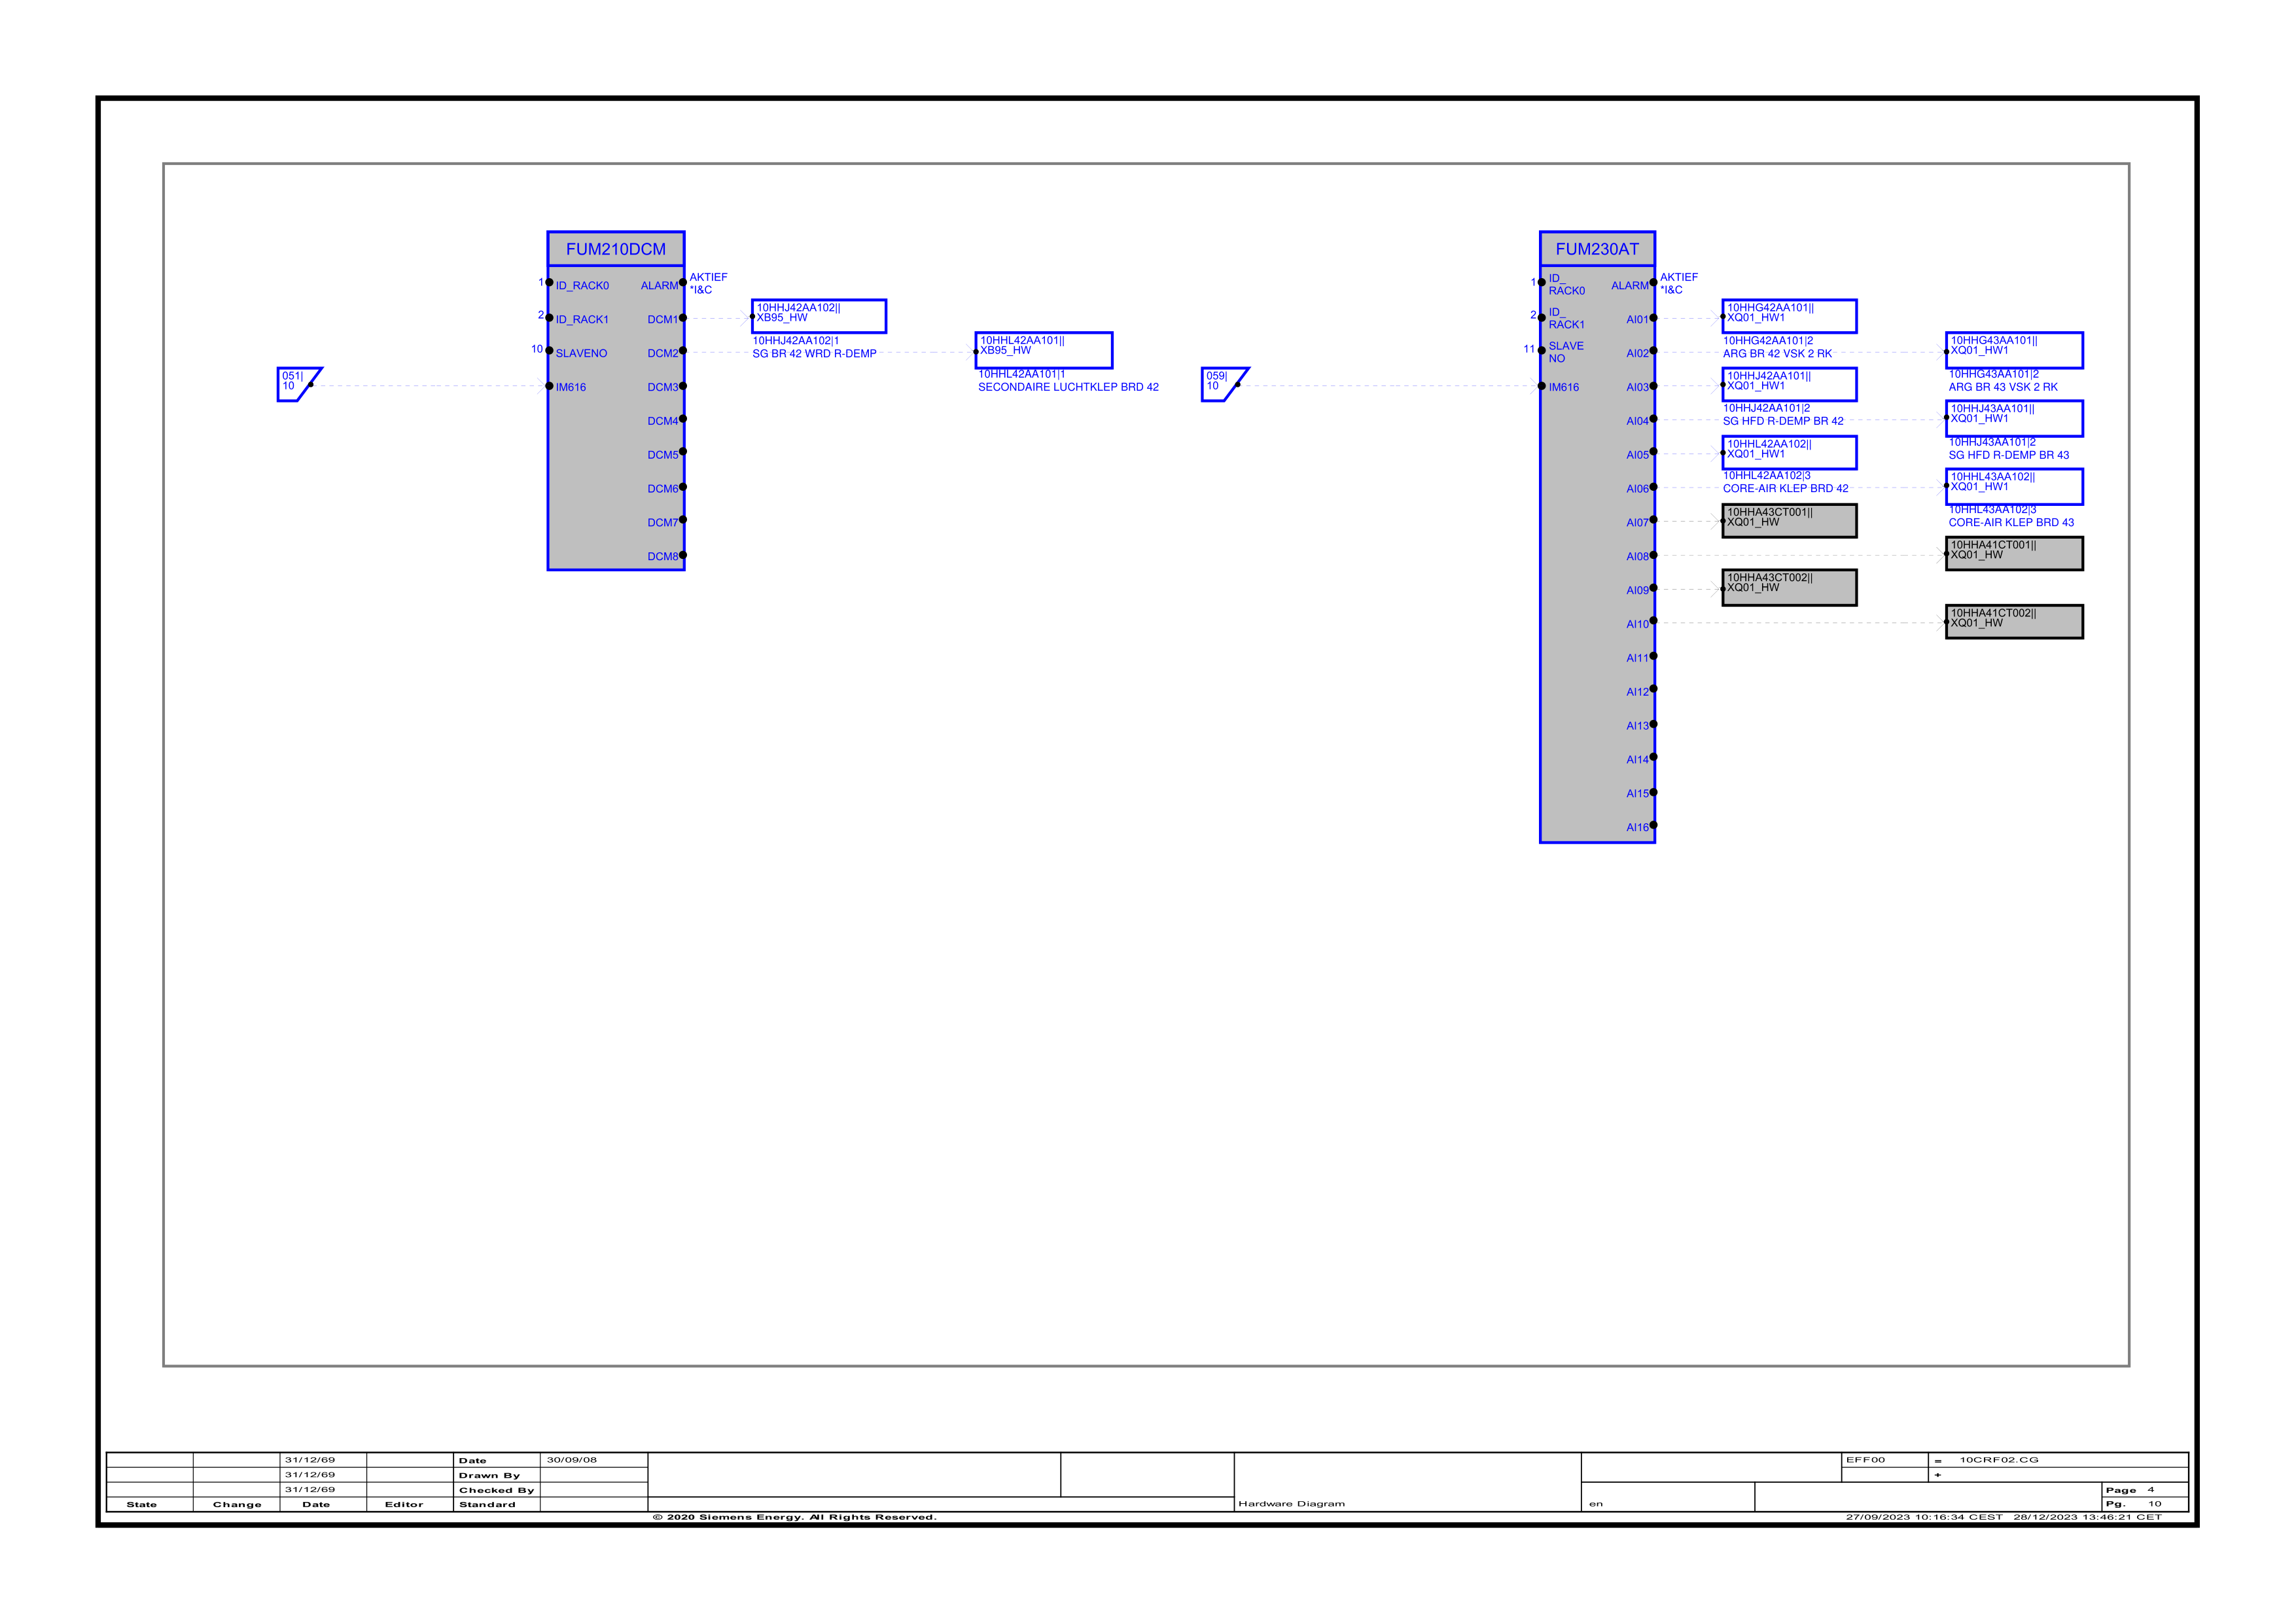 FUM210DCM
1
ID_RACK0
ALARM
AKTIEF
*I&C
2
ID_RACK1
DCM1
10
SLAVENO
DCM2
IM616
DCM3
DCM4
DCM5
DCM6
DCM7
DCM8
051|
10
10HHJ42AA102||
XB95_HW
10HHJ42AA102|1
SG BR 42 WRD R-DEMP
10HHL42AA101||
XB95_HW
10HHL42AA101|1
SECONDAIRE LUCHTKLEP BRD 42
059|
10
FUM230AT
1
ID_
RACK0
ALARM
AKTIEF
*I&C
2
ID_
RACK1
AI01
11
SLAVE
NO
AI02
IM616
AI03
AI04
AI05
AI06
AI07
AI08
AI09
AI10
AI11
AI12
AI13
AI14
AI15
AI16
10HHG42AA101||
XQ01_HW1
10HHG42AA101|2
ARG BR 42 VSK 2 RK
10HHG43AA101||
XQ01_HW1
10HHG43AA101|2
ARG BR 43 VSK 2 RK
10HHJ42AA101||
XQ01_HW1
10HHJ42AA101|2
SG HFD R-DEMP BR 42
10HHJ43AA101||
XQ01_HW1
10HHJ43AA101|2
SG HFD R-DEMP BR 43
10HHL42AA102||
XQ01_HW1
10HHL42AA102|3
CORE-AIR KLEP BRD 42
10HHL43AA102||
XQ01_HW1
10HHL43AA102|3
CORE-AIR KLEP BRD 43
10HHA43CT001||
XQ01_HW
10HHA41CT001||
XQ01_HW
10HHA43CT002||
XQ01_HW
10HHA41CT002||
XQ01_HW
31/12/69 Date 30/09/08 EFF00 = 10CRF02.CG
31/12/69 Drawn By +
31/12/69 Checked By Page 4
State Change Date Editor Standard Hardware Diagram en Pg. 10
© 2020 Siemens Energy. All Rights Reserved. 27/09/2023 10:16:34 CEST 28/12/2023 13:46:21 CET